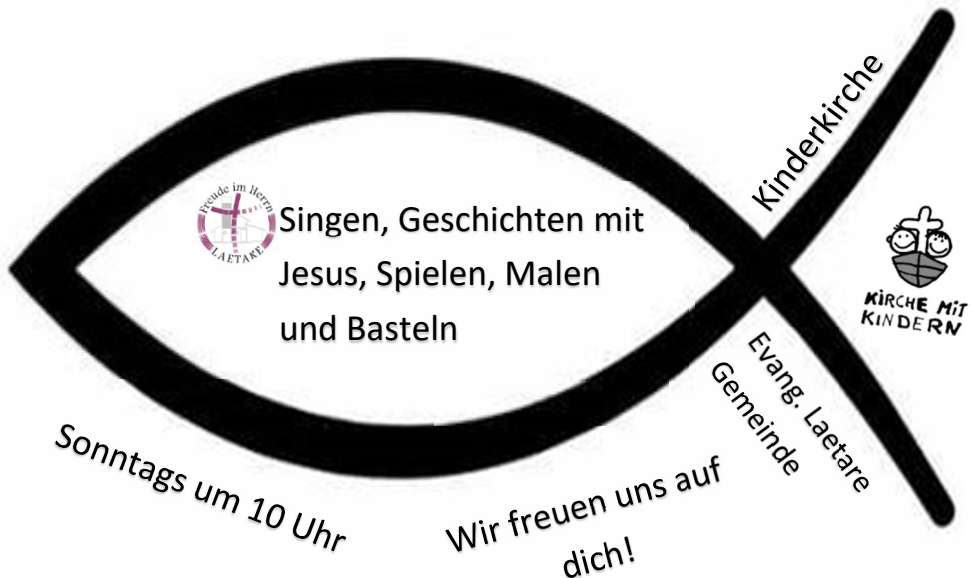 Kinderkirche
Freude im Herrn
LAETARE
Singen, Geschichten mit
Jesus, Spielen, Malen
und Basteln
KiRCHE MiT
KiNDERN
Evang. Laetare
Gemeinde
Sonntags um 10 Uhr
Wir freuen uns auf
dich!